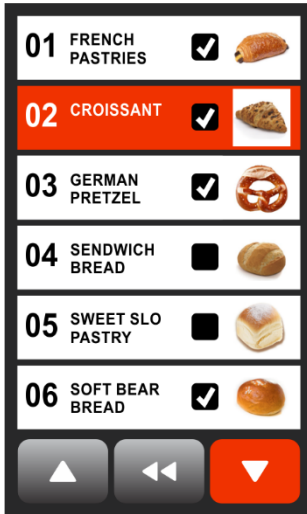 01 FRENCH
PASTRIES
02 CROISSANT
03 GERMAN
PRETZEL
04 SENDWICH
BREAD
05 SWEET SLO
PASTRY
06 SOFT BEAR
BREAD